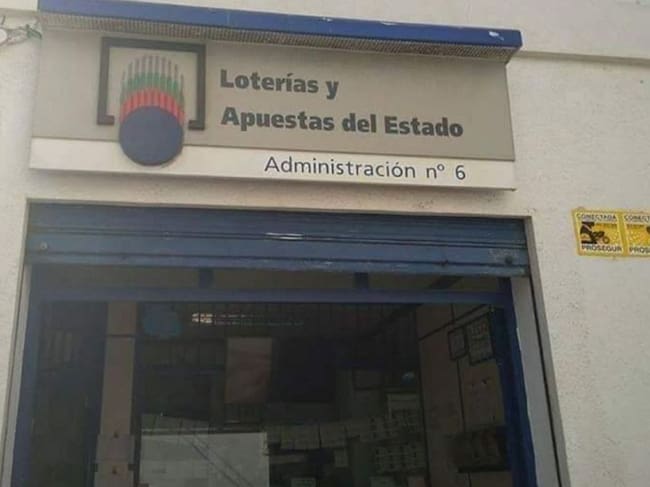 Loterías y
Apuestas del Estado
Administración nº 6
CONECTADA
PROSEGUR